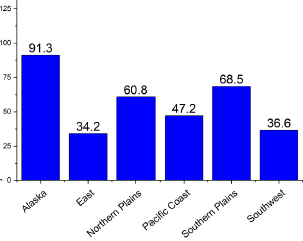 125
100
75
50
25
0
91.3
34.2
60.8
47.2
68.5
36.6
Alaska
East
Northern Plains
Pacific Coast
Southern Plains
Southwest